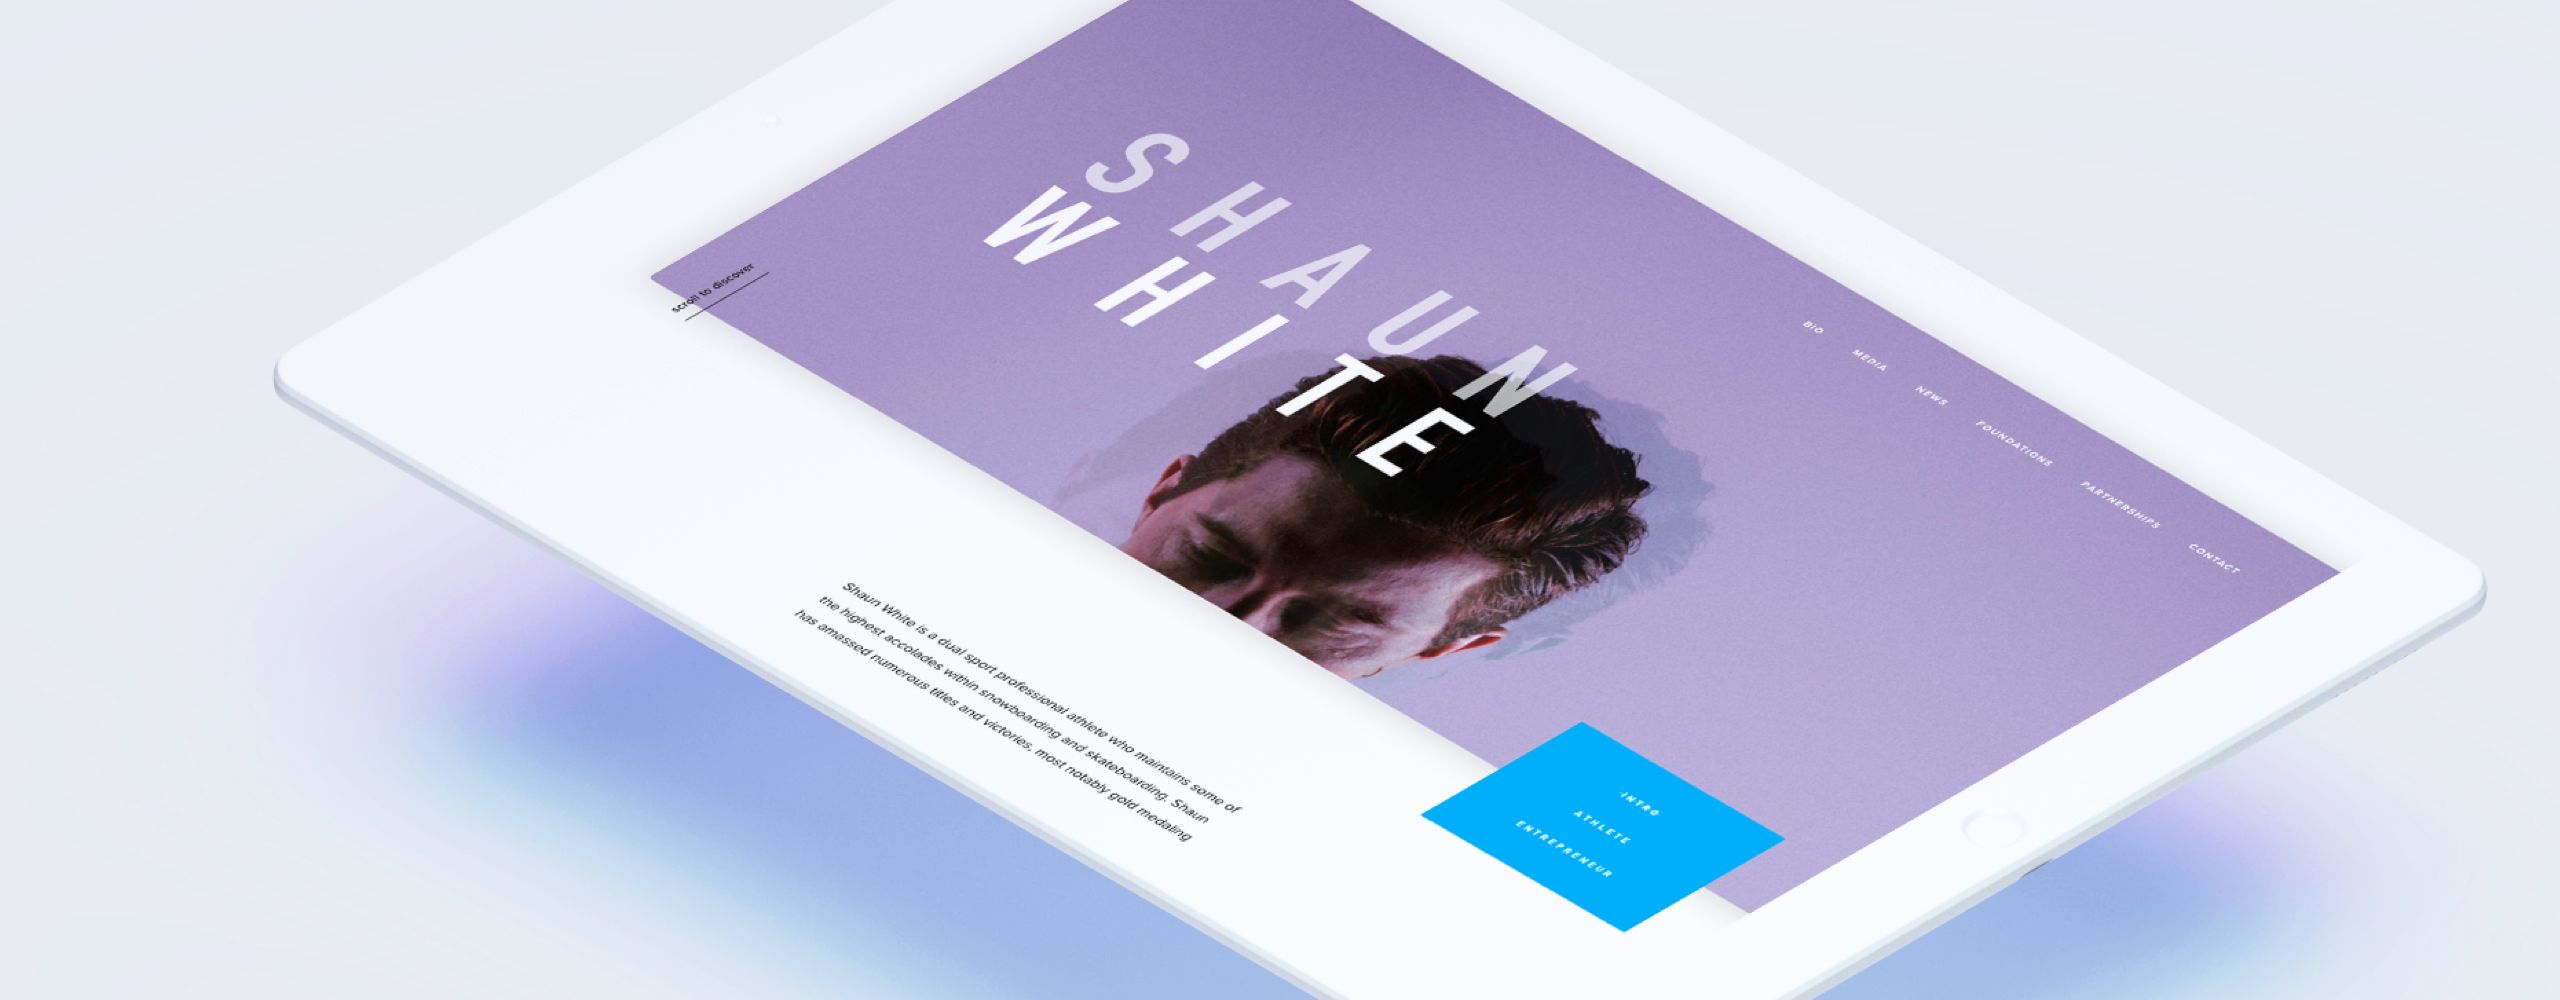 BIO MEDIA NEWS FOUNDATIONS PARTNERSHIPS CONTACT
SHAUN
WHITE
scroll to discover
INTRO
ATHLETE
ENTREPRENEUR
Shaun White is a dual sport professional athlete who maintains some of
the highest accolades within snowboarding and skateboarding. Shaun
has amassed numerous titles and victories, most notably gold medaling